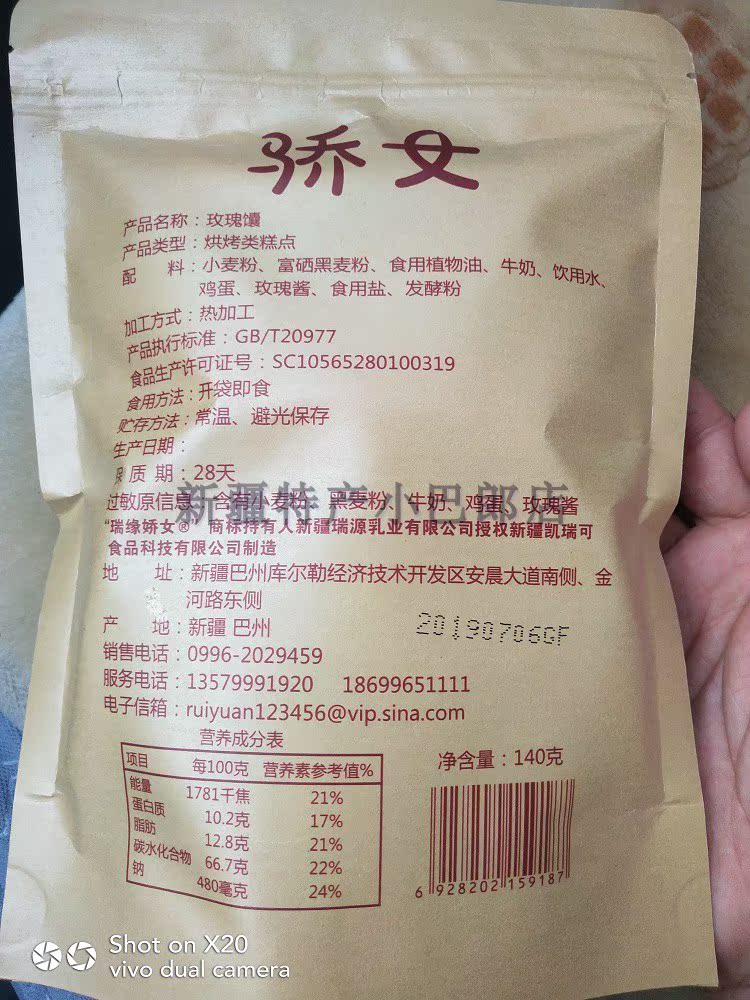 骄女
产品名称：玫瑰馕
产品类型：烘烤类糕点
配 料：小麦粉、富硒黑麦粉、食用植物油、牛奶、饮用水、
鸡蛋、玫瑰酱、食用盐、发酵粉
加工方式：热加工
产品执行标准：GB/T20977
食品生产许可证号：SC10565280100319
食用方法：开袋即食
贮存方法：常温、避光保存
生产日期：
保质期：28天
过敏原信息：含有小麦粉、黑麦粉、牛奶、鸡蛋、玫瑰酱
新疆特产小巴郎店
“瑞缘骄女®”商标持有人新疆瑞源乳业有限公司授权新疆凯瑞可
食品科技有限公司制造
地 址：新疆巴州库尔勒经济技术开发区安晨大道南侧、金
河路东侧
产 地：新疆 巴州
20190706GF
销售电话：0996-2029459
服务电话：13579991920 18699651111
电子信箱：ruiyuan123456@vip.sina.com
营养成分表
项目 每100克 营养素参考值%
能量 1781千焦 21%
蛋白质 10.2克 17%
脂肪 12.8克 21%
碳水化合物 66.7克 22%
钠 480毫克 24%
净含量：140克
6 928202 159187
Shot on X20
vivo dual camera